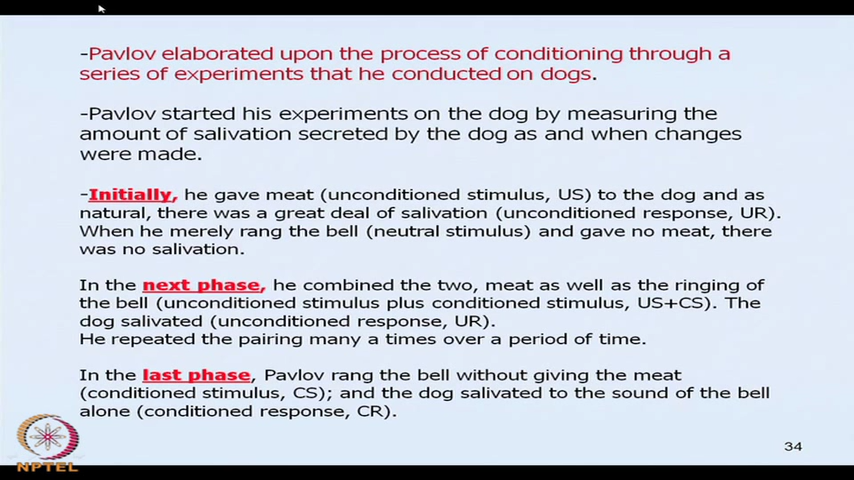 -Pavlov elaborated upon the process of conditioning through a
series of experiments that he conducted on dogs.
-Pavlov started his experiments on the dog by measuring the
amount of salivation secreted by the dog as and when changes
were made.
-Initially, he gave meat (unconditioned stimulus, US) to the dog and as
natural, there was a great deal of salivation (unconditioned response, UR).
When he merely rang the bell (neutral stimulus) and gave no meat, there
was no salivation.
In the next phase, he combined the two, meat as well as the ringing of
the bell (unconditioned stimulus plus conditioned stimulus, US+CS). The
dog salivated (unconditioned response, UR).
He repeated the pairing many a times over a period of time.
In the last phase, Pavlov rang the bell without giving the meat
(conditioned stimulus, CS); and the dog salivated to the sound of the bell
alone (conditioned response, CR).
34
NPTEL